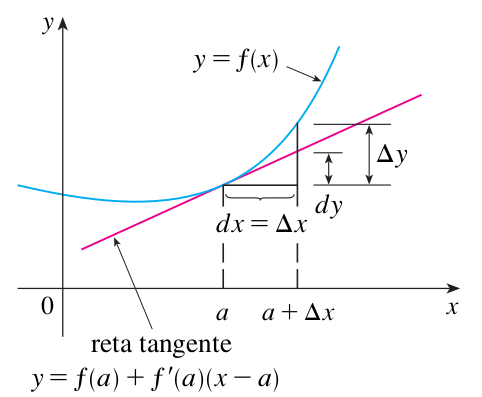 y
y = f(x)
Δy
dy
dx = Δx
0
a
a + Δx
x
reta tangente
y = f(a) + f'(a)(x − a)